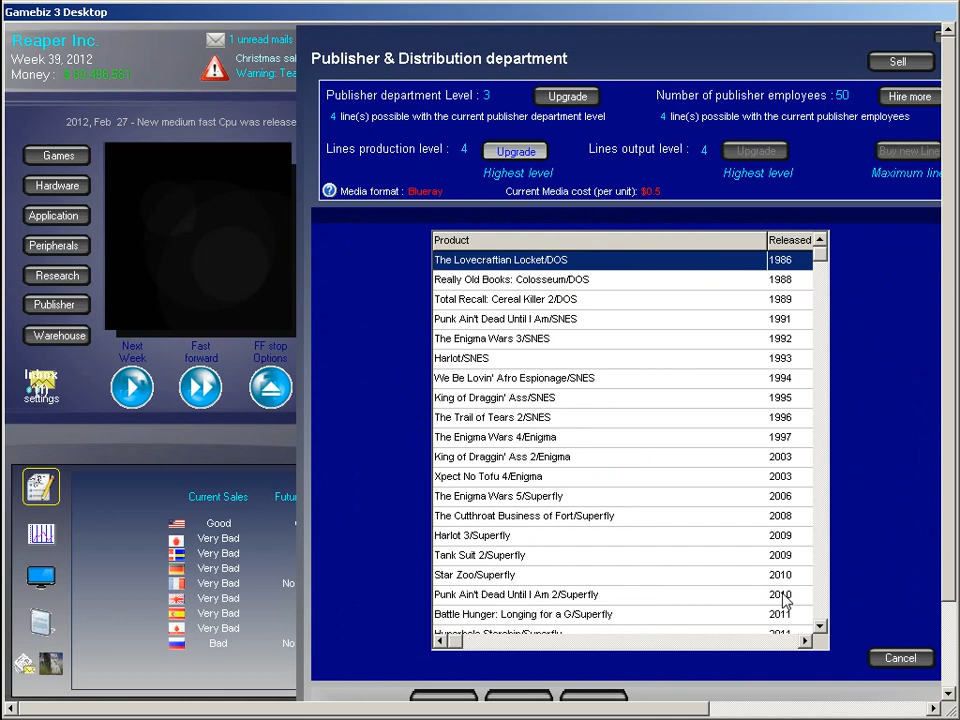 Gamebiz 3 Desktop
Reaper Inc.
Week 39, 2012
Money :
1 unread mails
Christmas sal
Warning: Tea
2012, Feb 27 - New medium fast Cpu was release
Games
Hardware
Application
Peripherals
Research
Publisher
Warehouse
Next Week
Fast forward
FF stop Options
settings
Current Sales Futu
Good
Very Bad
Very Bad
Very Bad
Very Bad No
Very Bad
Very Bad
Very Bad
Bad No
Publisher & Distribution department
Sell
Publisher department Level : 3 Upgrade
Number of publisher employees : 50 Hire more
4 line(s) possible with the current publisher department level
4 line(s) possible with the current publisher employees
Lines production level : 4 Upgrade
Lines output level : 4 Upgrade Buy new Line
Highest level
Highest level
Maximum line
Media format : Blueray
Current Media cost (per unit): $0.5
Product Released
The Lovecraftian Locket/DOS 1986
Really Old Books: Colosseum/DOS 1988
Total Recall: Cereal Killer 2/DOS 1989
Punk Ain't Dead Until I Am/SNES 1991
The Enigma Wars 3/SNES 1992
Harlot/SNES 1993
We Be Lovin' Afro Espionage/SNES 1994
King of Draggin' Ass/SNES 1995
The Trail of Tears 2/SNES 1996
The Enigma Wars 4/Enigma 1997
King of Draggin' Ass 2/Enigma 2003
Xpect No Tofu 4/Enigma 2003
The Enigma Wars 5/Superfly 2006
The Cutthroat Business of Fort/Superfly 2008
Harlot 3/Superfly 2009
Tank Suit 2/Superfly 2009
Star Zoo/Superfly 2010
Punk Ain't Dead Until I Am 2/Superfly 2010
Battle Hunger: Longing for a G/Superfly 2011
Cancel